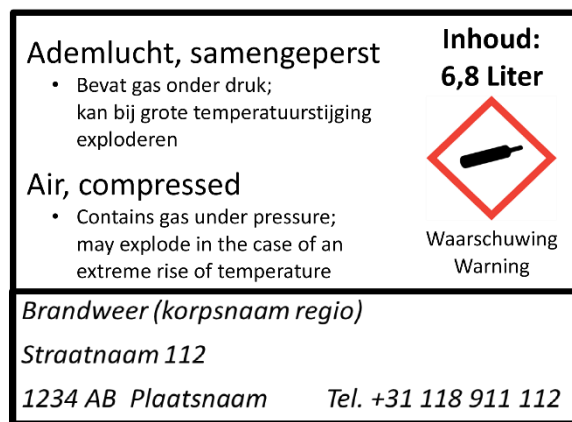 Ademlucht, samengeperst
• Bevat gas onder druk;
kan bij grote temperatuurstijging
exploderen
Air, compressed
• Contains gas under pressure;
may explode in the case of an
extreme rise of temperature
Inhoud:
6,8 Liter
Waarschuwing
Warning
Brandweer (korpsnaam regio)
Straatnaam 112
1234 AB Plaatsnaam Tel. +31 118 911 112